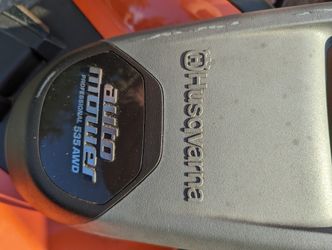 Husqvarna
auto
mower
PROFESSIONAL 535 AWD